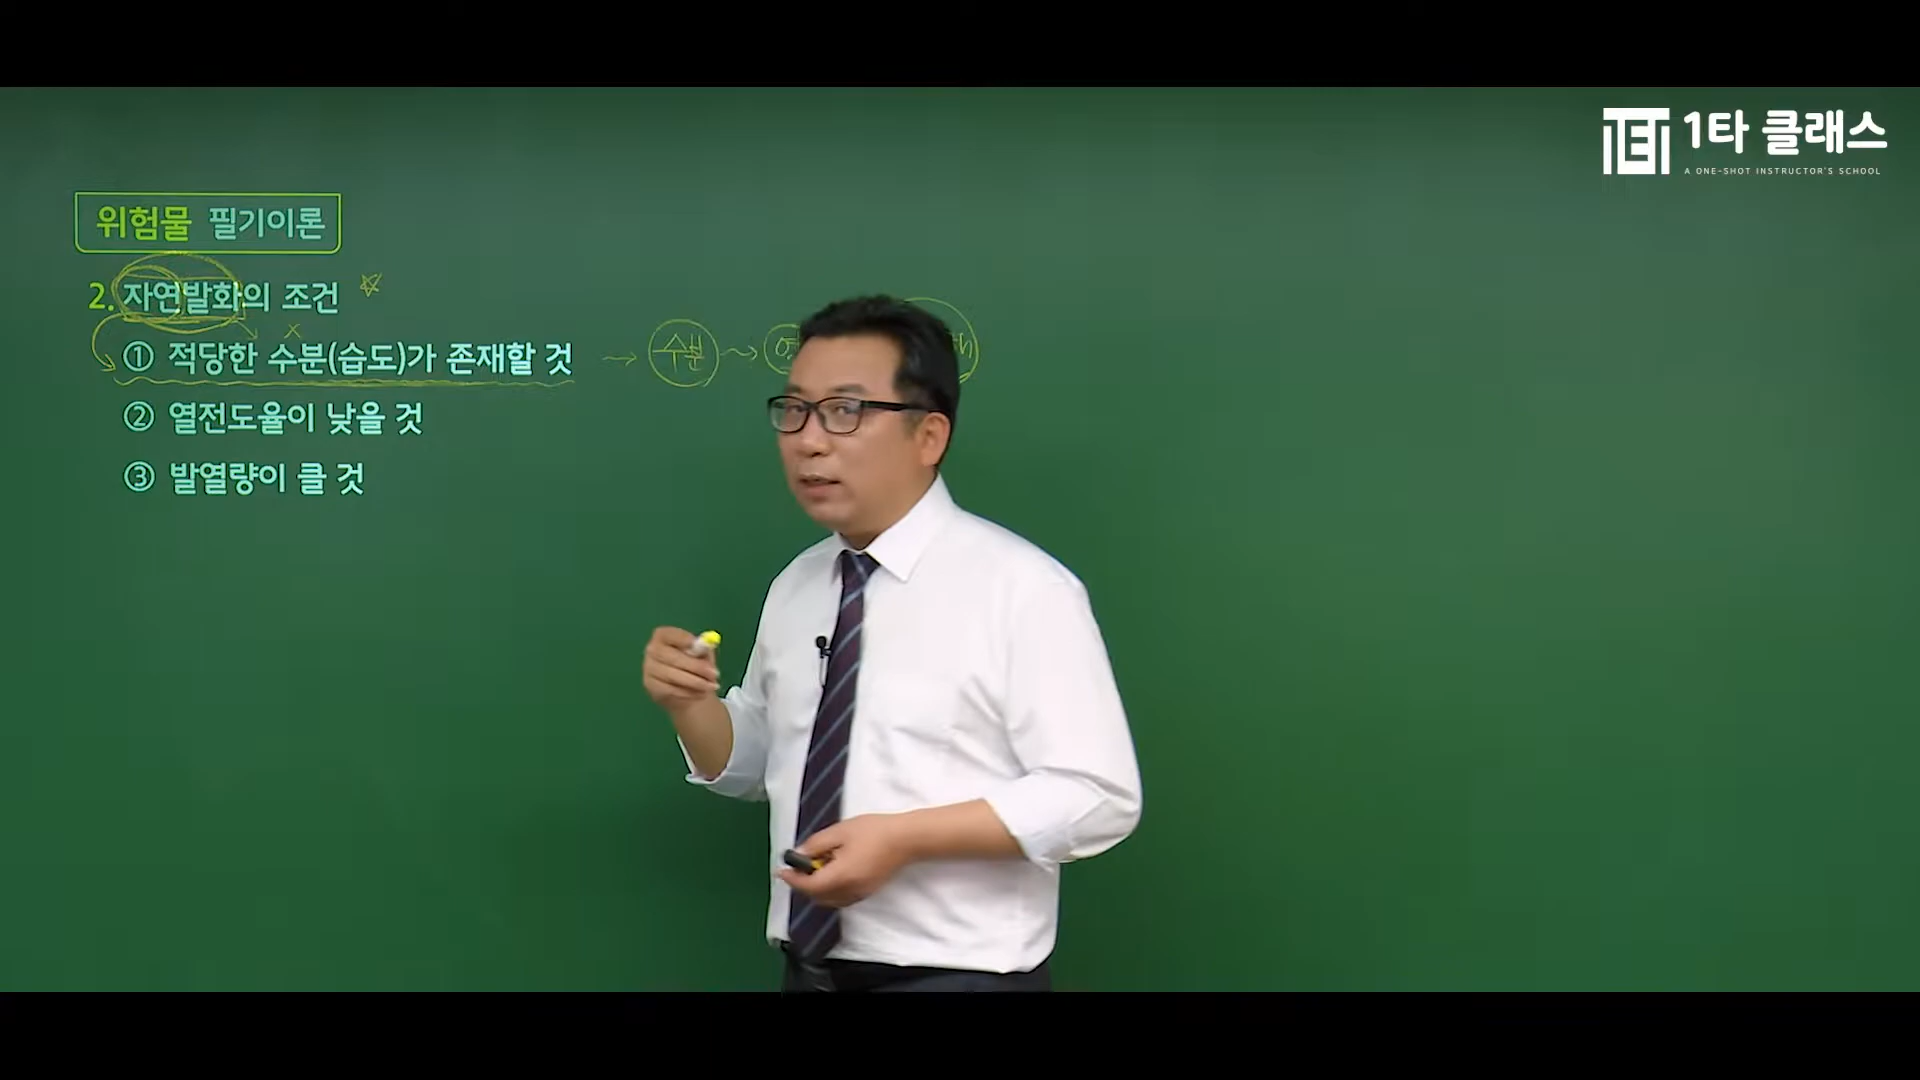 1타 클래스
A ONE-SHOT INSTRUCTOR'S SCHOOL
위험물 필기이론
2. 자연발화의 조건
① 적당한 수분(습도)가 존재할 것 → 수분
② 열전도율이 낮을 것
③ 발열량이 클 것